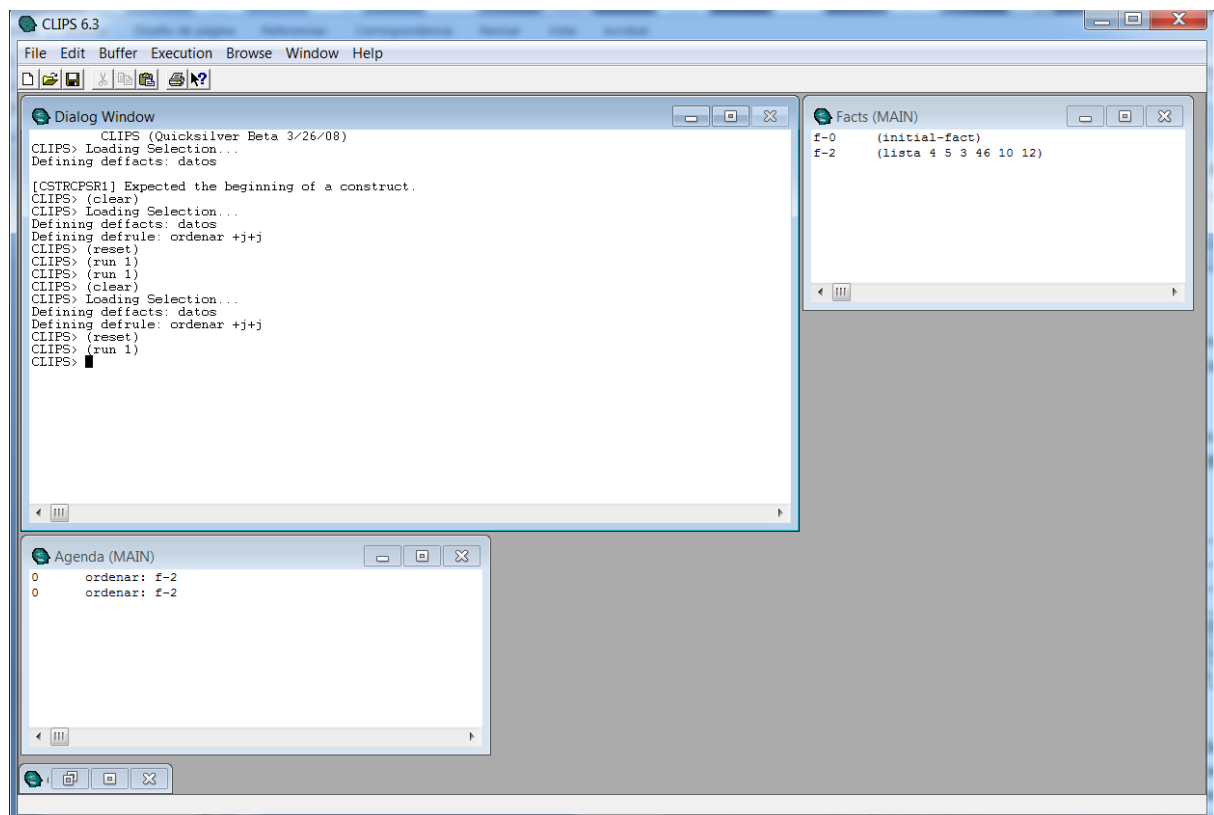 CLIPS 6.3
File Edit Buffer Execution Browse Window Help
Dialog Window
CLIPS (Quicksilver Beta 3/26/08)
CLIPS> Loading Selection...
Defining deffacts: datos
[CSTRCPSR1] Expected the beginning of a construct.
CLIPS> (clear)
CLIPS> Loading Selection...
Defining deffacts: datos
Defining defrule: ordenar +j+j
CLIPS> (reset)
CLIPS> (run 1)
CLIPS> (run 1)
CLIPS> (clear)
CLIPS> Loading Selection...
Defining deffacts: datos
Defining defrule: ordenar +j+j
CLIPS> (reset)
CLIPS> (run 1)
CLIPS>
Facts (MAIN)
f-0 (initial-fact)
f-2 (lista 4 5 3 46 10 12)
Agenda (MAIN)
0 ordenar: f-2
0 ordenar: f-2